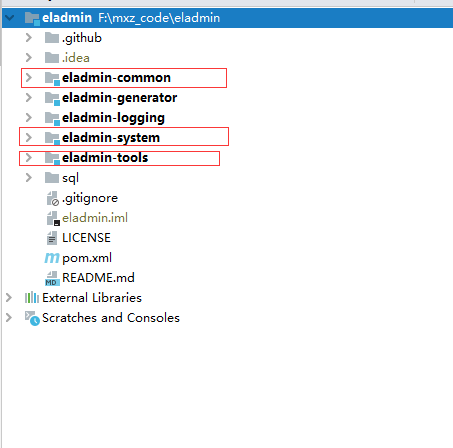 eladmin F:\mxz_code\eladmin
.github
.idea
eladmin-common
eladmin-generator
eladmin-logging
eladmin-system
eladmin-tools
sql
.gitignore
eladmin.iml
LICENSE
pom.xml
README.md
External Libraries
Scratches and Consoles